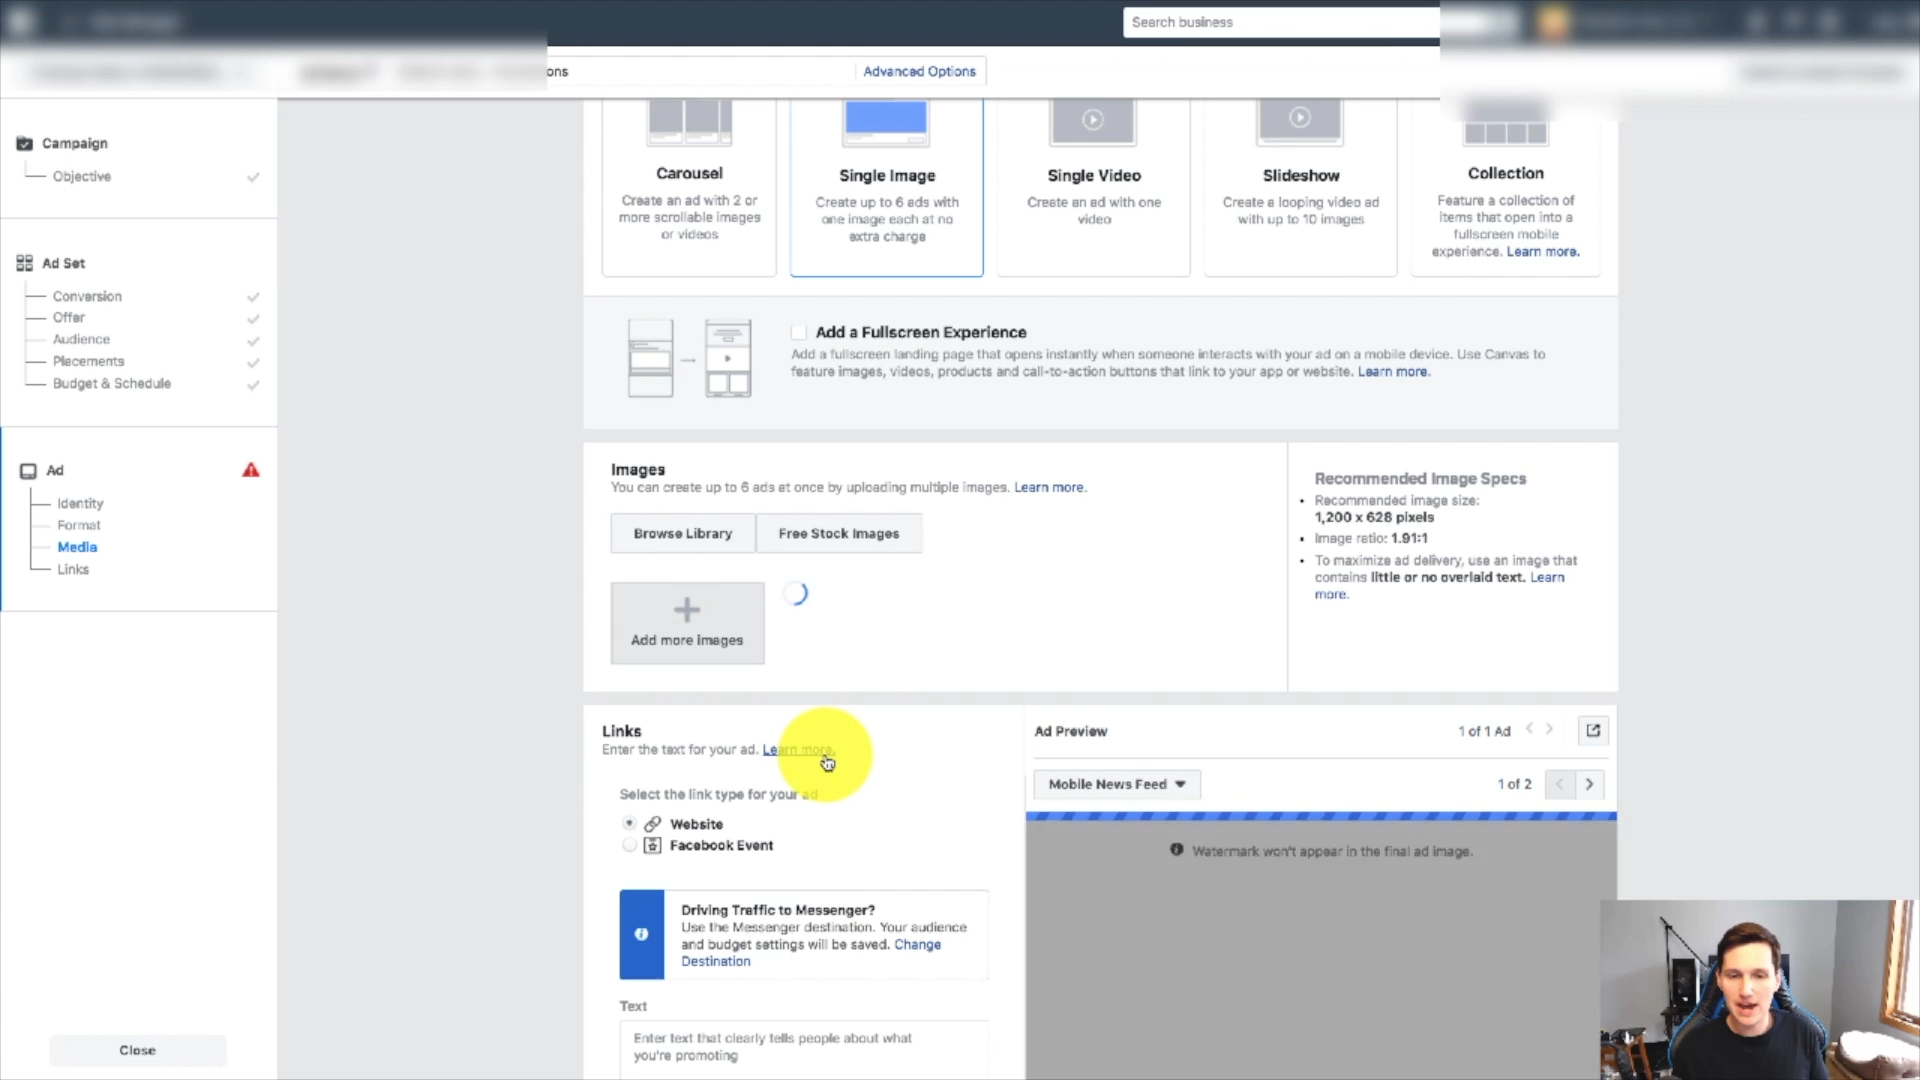 Search business
ons
Advanced Options
Campaign
Objective
Ad Set
Conversion
Offer
Audience
Placements
Budget & Schedule
Ad
Identity
Format
Media
Links
Close
Carousel
Create an ad with 2 or
more scrollable images
or videos
Single Image
Create up to 6 ads with
one image each at no
extra charge
Single Video
Create an ad with one
video
Slideshow
Create a looping video ad
with up to 10 images
Collection
Feature a collection of
items that open into a
fullscreen mobile
experience. Learn more.
Add a Fullscreen Experience
Add a fullscreen landing page that opens instantly when someone interacts with your ad on a mobile device. Use Canvas to
feature images, videos, products and call-to-action buttons that link to your app or website. Learn more.
Images
You can create up to 6 ads at once by uploading multiple images. Learn more.
Browse Library
Free Stock Images
Add more images
Recommended Image Specs
• Recommended image size:
1,200 x 628 pixels
• Image ratio: 1.91:1
• To maximize ad delivery, use an image that
contains little or no overlaid text. Learn
more.
Links
Enter the text for your ad. Learn more.
Select the link type for your ad
Website
Facebook Event
Driving Traffic to Messenger?
Use the Messenger destination. Your audience
and budget settings will be saved. Change
Destination
Text
Enter text that clearly tells people about what
you're promoting
Ad Preview
1 of 1 Ad
Mobile News Feed
1 of 2
Watermark won't appear in the final ad image.